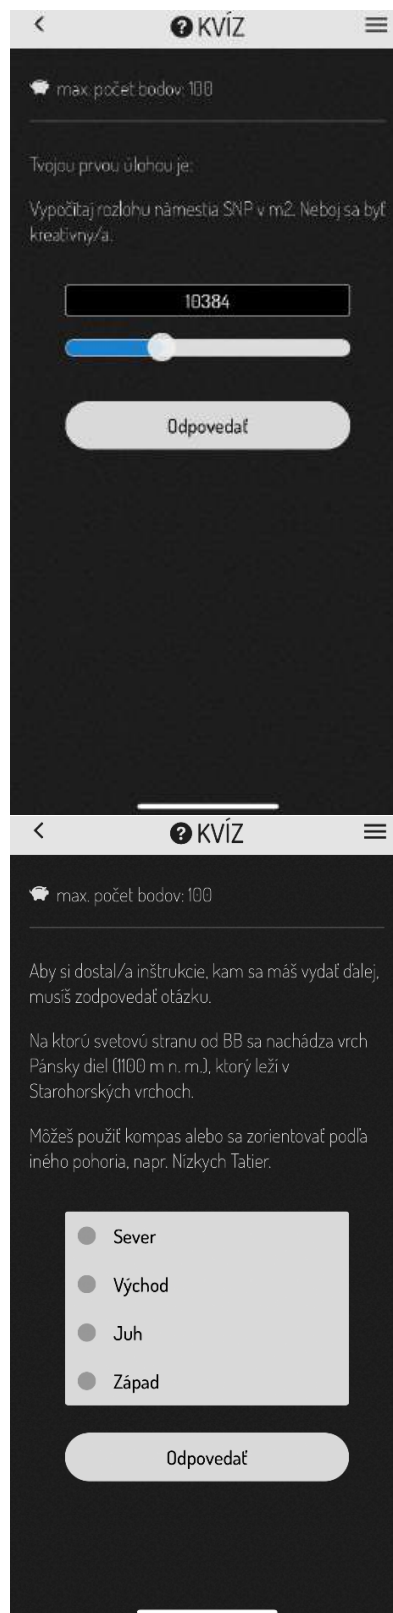 KVÍZ
max. počet bodov: 100
Tvojou prvou úlohou je:
Vypočítaj rozlohu námestia SNP v m2. Neboj sa byť
kreatívny/a.
10384
Odpovedať
KVÍZ
max. počet bodov: 100
Aby si dostal/a inštrukcie, kam sa máš vydať ďalej,
musíš zodpovedať otázku.
Na ktorú svetovú stranu od BB sa nachádza vrch
Pánsky diel (1100 m n. m.), ktorý leží v
Starohorských vrchoch.
Môžeš použiť kompas alebo sa zorientovať podľa
iného pohoria, napr. Nízkych Tatier.
Sever
Východ
Juh
Západ
Odpovedať